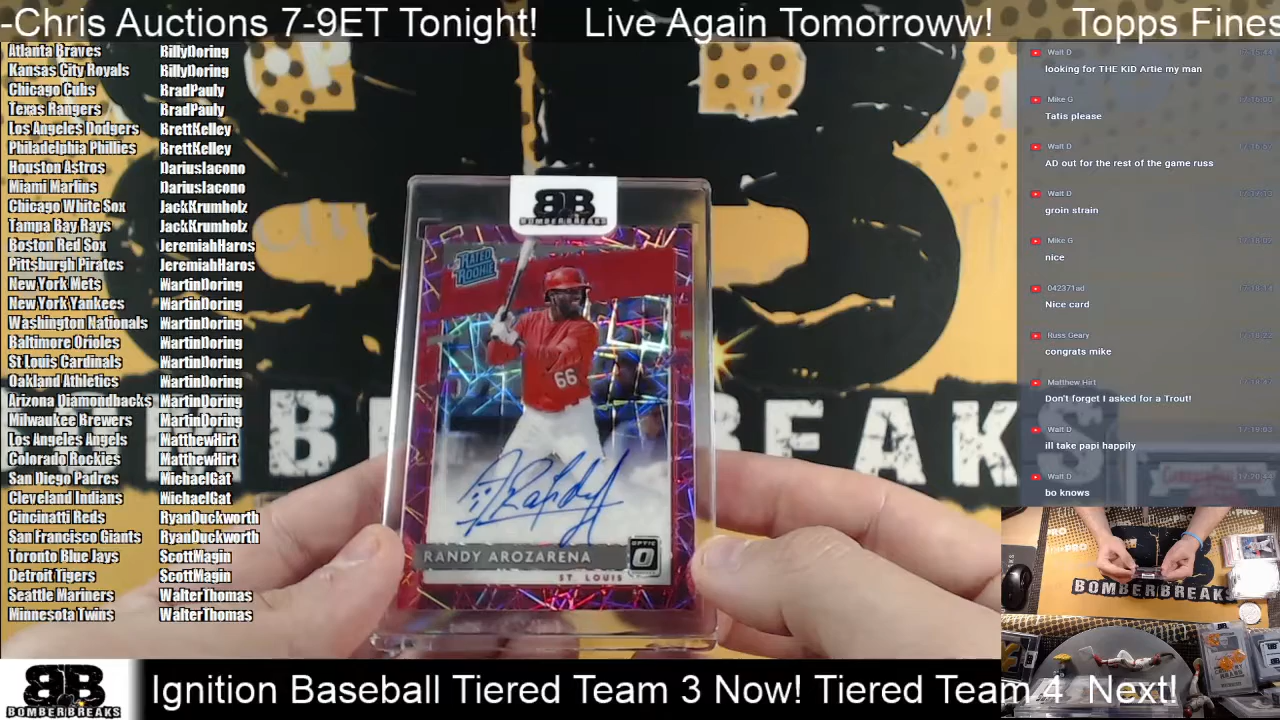 -Chris Auctions 7-9ET Tonight! Live Again Tomorroww! Topps Fines
Atlanta Braves BillyDoring
Kansas City Royals BillyDoring
Chicago Cubs BradPauly
Texas Rangers BradPauly
Los Angeles Dodgers BrettKelley
Philadelphia Phillies BrettKelley
Houston Astros DariusIacono
Miami Marlins DariusIacono
Chicago White Sox JackKrumholz
Tampa Bay Rays JackKrumholz
Boston Red Sox JeremiahHaros
Pittsburgh Pirates JeremiahHaros
New York Mets MartinDoring
New York Yankees MartinDoring
Washington Nationals MartinDoring
Baltimore Orioles MartinDoring
St Louis Cardinals MartinDoring
Oakland Athletics MartinDoring
Arizona Diamondbacks MartinDoring
Milwaukee Brewers MartinDoring
Los Angeles Angels MatthewHirt
Colorado Rockies MatthewHirt
San Diego Padres MichaelGat
Cleveland Indians MichaelGat
Cincinatti Reds RyanDuckworth
San Francisco Giants RyanDuckworth
Toronto Blue Jays ScottMagin
Detroit Tigers ScottMagin
Seattle Mariners WalterThomas
Minnesota Twins WalterThomas
BB
BOMBERBREAKS
RATED
ROOKIE
66
RANDY AROZARENA
OPTIC
ST. LOUIS
Walt D
looking for THE KID Artie my man
Mike G
Tatis please
Walt D
AD out for the rest of the game russ
Walt D
groin strain
Mike G
nice
042371ad
Nice card
Russ Geary
congrats mike
Matthew Hirt
Don't forget I asked for a Trout!
Walt D
ill take papi happily
Walt D
bo knows
BOMBERBREAKS
BB
BOMBERBREAKS
Ignition Baseball Tiered Team 3 Now! Tiered Team 4 Next!